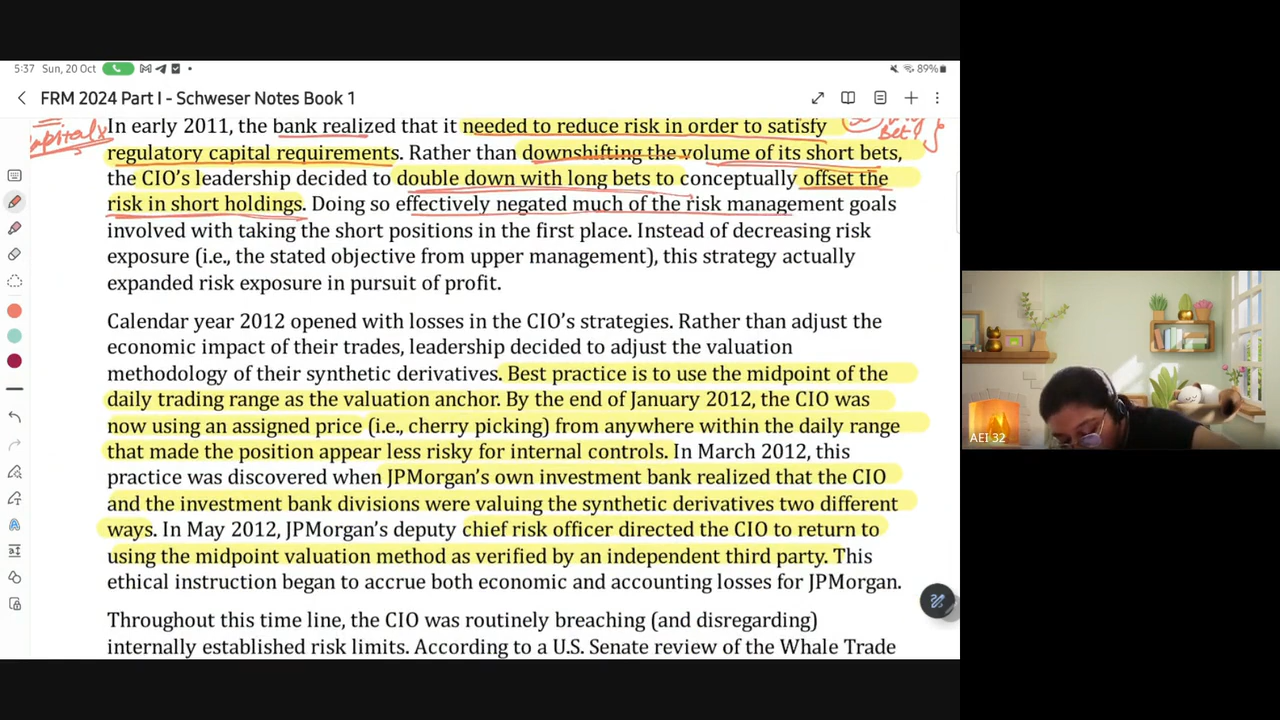 5:37 Sun, 20 Oct 89%
FRM 2024 Part I - Schweser Notes Book 1
In early 2011, the bank realized that it needed to reduce risk in order to satisfy
regulatory capital requirements. Rather than downshifting the volume of its short bets,
the CIO's leadership decided to double down with long bets to conceptually offset the
risk in short holdings. Doing so effectively negated much of the risk management goals
involved with taking the short positions in the first place. Instead of decreasing risk
exposure (i.e., the stated objective from upper management), this strategy actually
expanded risk exposure in pursuit of profit.
Calendar year 2012 opened with losses in the CIO's strategies. Rather than adjust the
economic impact of their trades, leadership decided to adjust the valuation
methodology of their synthetic derivatives. Best practice is to use the midpoint of the
daily trading range as the valuation anchor. By the end of January 2012, the CIO was
now using an assigned price (i.e., cherry picking) from anywhere within the daily range
that made the position appear less risky for internal controls. In March 2012, this
practice was discovered when JPMorgan's own investment bank realized that the CIO
and the investment bank divisions were valuing the synthetic derivatives two different
ways. In May 2012, JPMorgan's deputy chief risk officer directed the CIO to return to
using the midpoint valuation method as verified by an independent third party. This
ethical instruction began to accrue both economic and accounting losses for JPMorgan.
Throughout this time line, the CIO was routinely breaching (and disregarding)
internally established risk limits. According to a U.S. Senate review of the Whale Trade
AEI 32